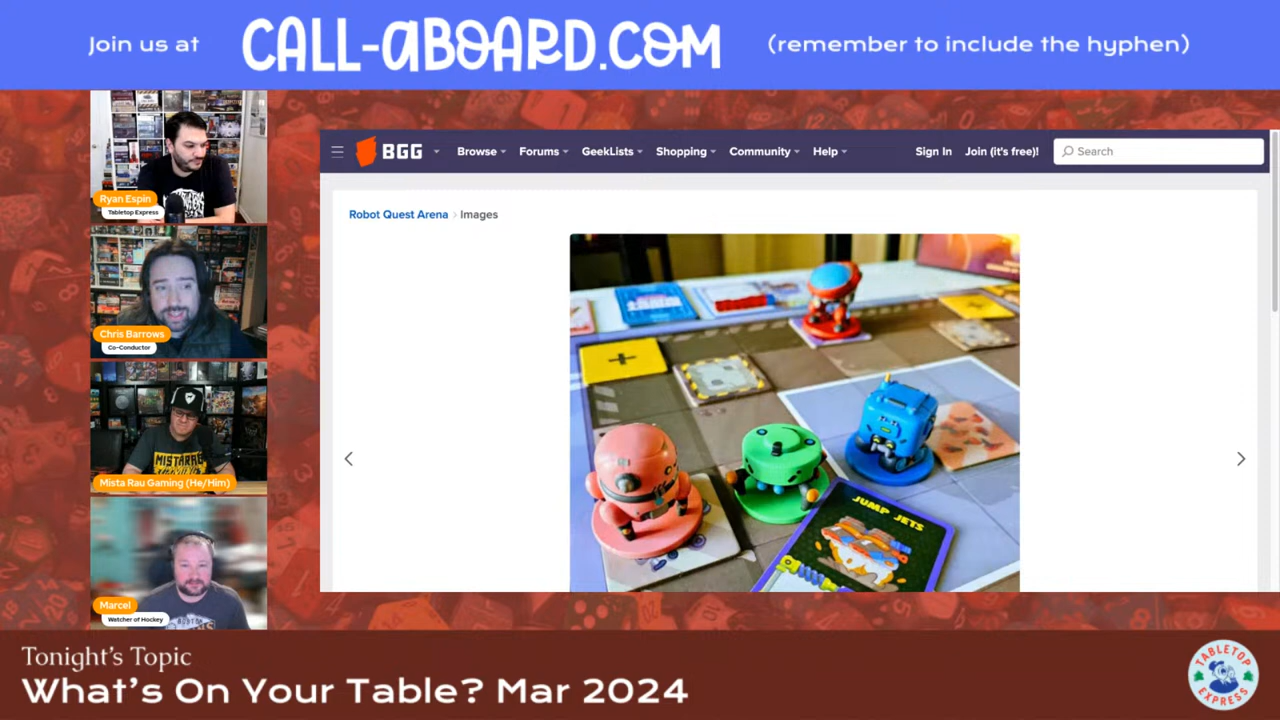 Join us at CALL-aBOARD.COM (remember to include the hyphen)
Ryan Espin
Tabletop Express
Chris Barrows
Co-Conductor
MISTARAU
Mista Rau Gaming (He/Him)
Marcel
Watcher of Hockey
BGG Browse Forums GeekLists Shopping Community Help Sign In Join (it's free)! Search
Robot Quest Arena › Images
JUMP JETS
Tonight's Topic
What's On Your Table? Mar 2024
TABLETOP
EXPRESS